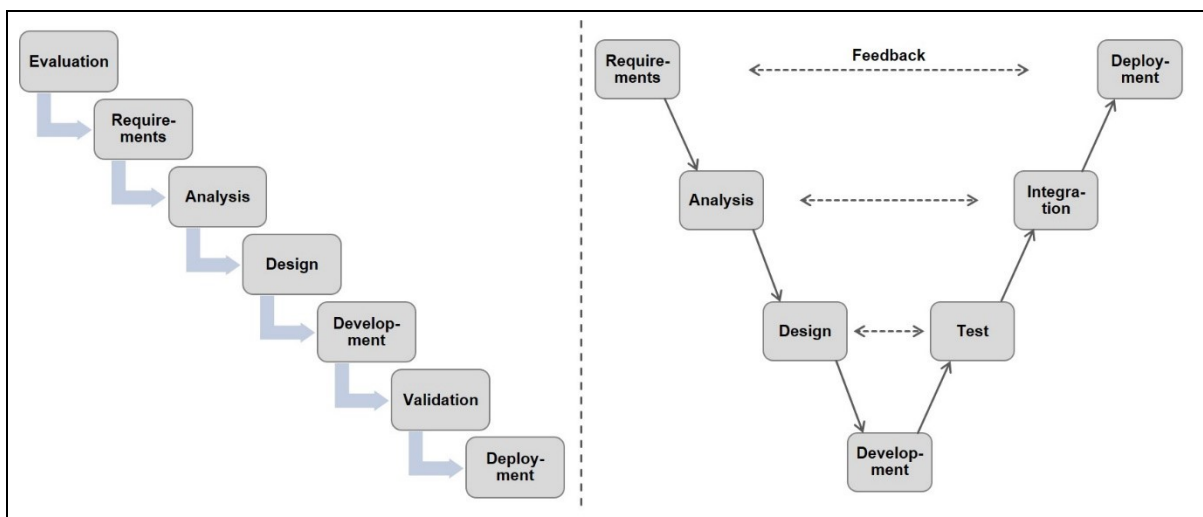 Evaluation
Require-
ments
Analysis
Design
Develop-
ment
Validation
Deploy-
ment
Require-
ments
Feedback
Deploy-
ment
Analysis
Integra-
tion
Design
Test
Develop-
ment